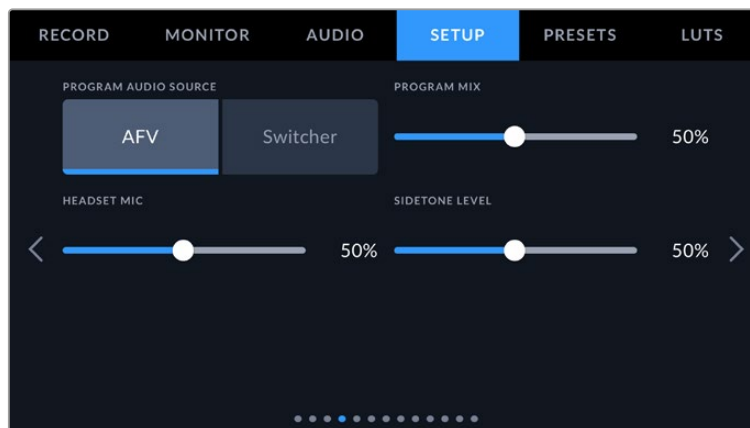 RECORD MONITOR AUDIO SETUP PRESETS LUTS
PROGRAM AUDIO SOURCE PROGRAM MIX
AFV Switcher 50%
HEADSET MIC SIDETONE LEVEL
50% 50%